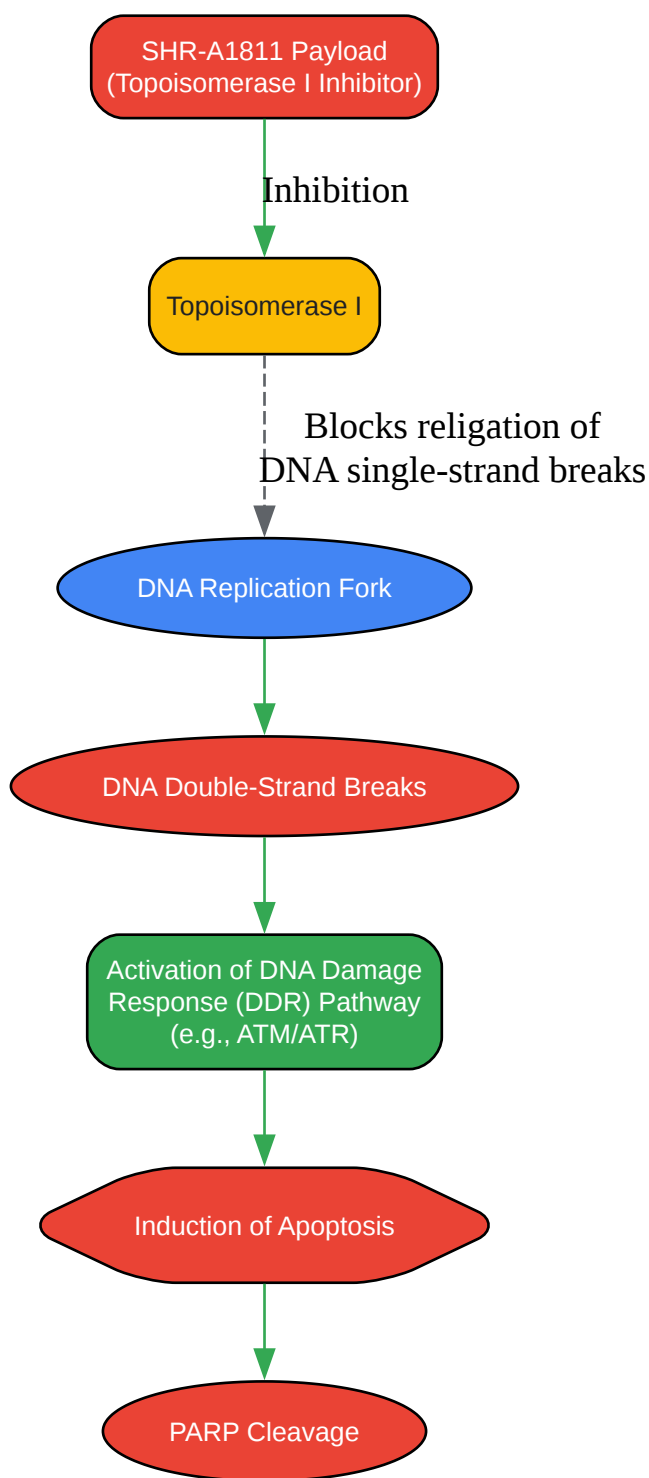 SHR-A1811 Payload
(Topoisomerase I Inhibitor)
Inhibition
Topoisomerase I
Blocks religation of
DNA single-strand breaks
DNA Replication Fork
DNA Double-Strand Breaks
Activation of DNA Damage
Response (DDR) Pathway
(e.g., ATM/ATR)
Induction of Apoptosis
PARP Cleavage